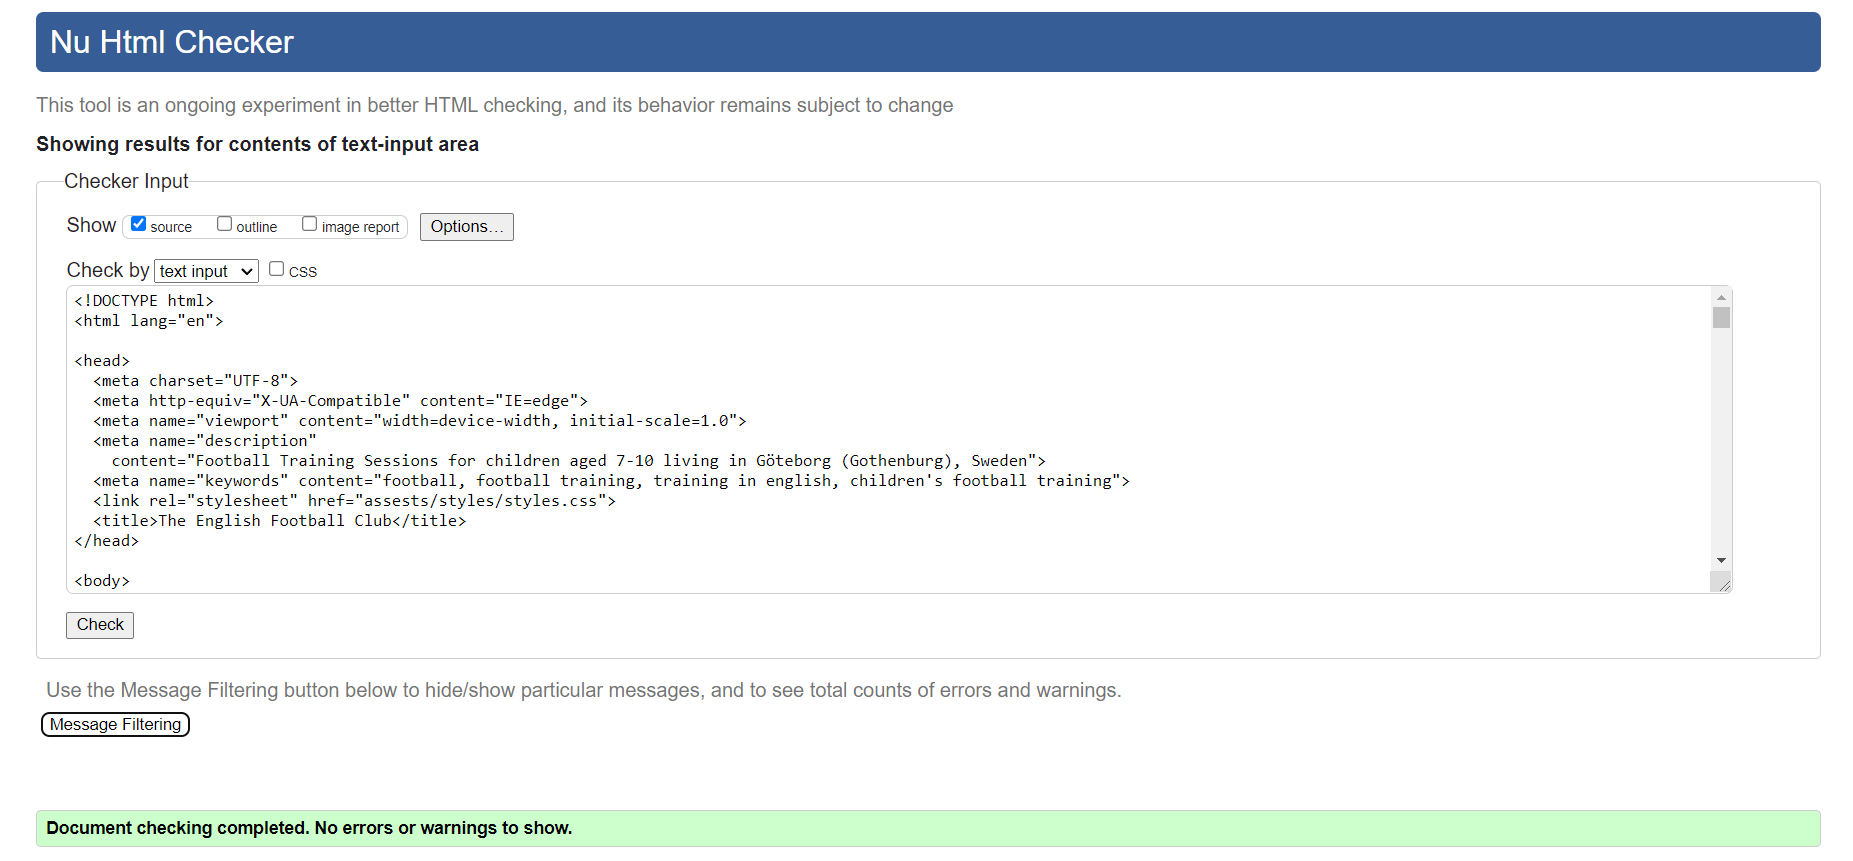 Nu Html Checker
This tool is an ongoing experiment in better HTML checking, and its behavior remains subject to change
Showing results for contents of text-input area
Checker Input
Show source outline image report Options...
Check by text input CSS
<!DOCTYPE html>
<html lang="en">
<head>
<meta charset="UTF-8">
<meta http-equiv="X-UA-Compatible" content="IE=edge">
<meta name="viewport" content="width=device-width, initial-scale=1.0">
<meta name="description"
content="Football Training Sessions for children aged 7-10 living in Göteborg (Gothenburg), Sweden">
<meta name="keywords" content="football, football training, training in english, children's football training">
<link rel="stylesheet" href="assests/styles/styles.css">
<title>The English Football Club</title>
</head>
<body>
Check
Use the Message Filtering button below to hide/show particular messages, and to see total counts of errors and warnings.
Message Filtering
Document checking completed. No errors or warnings to show.